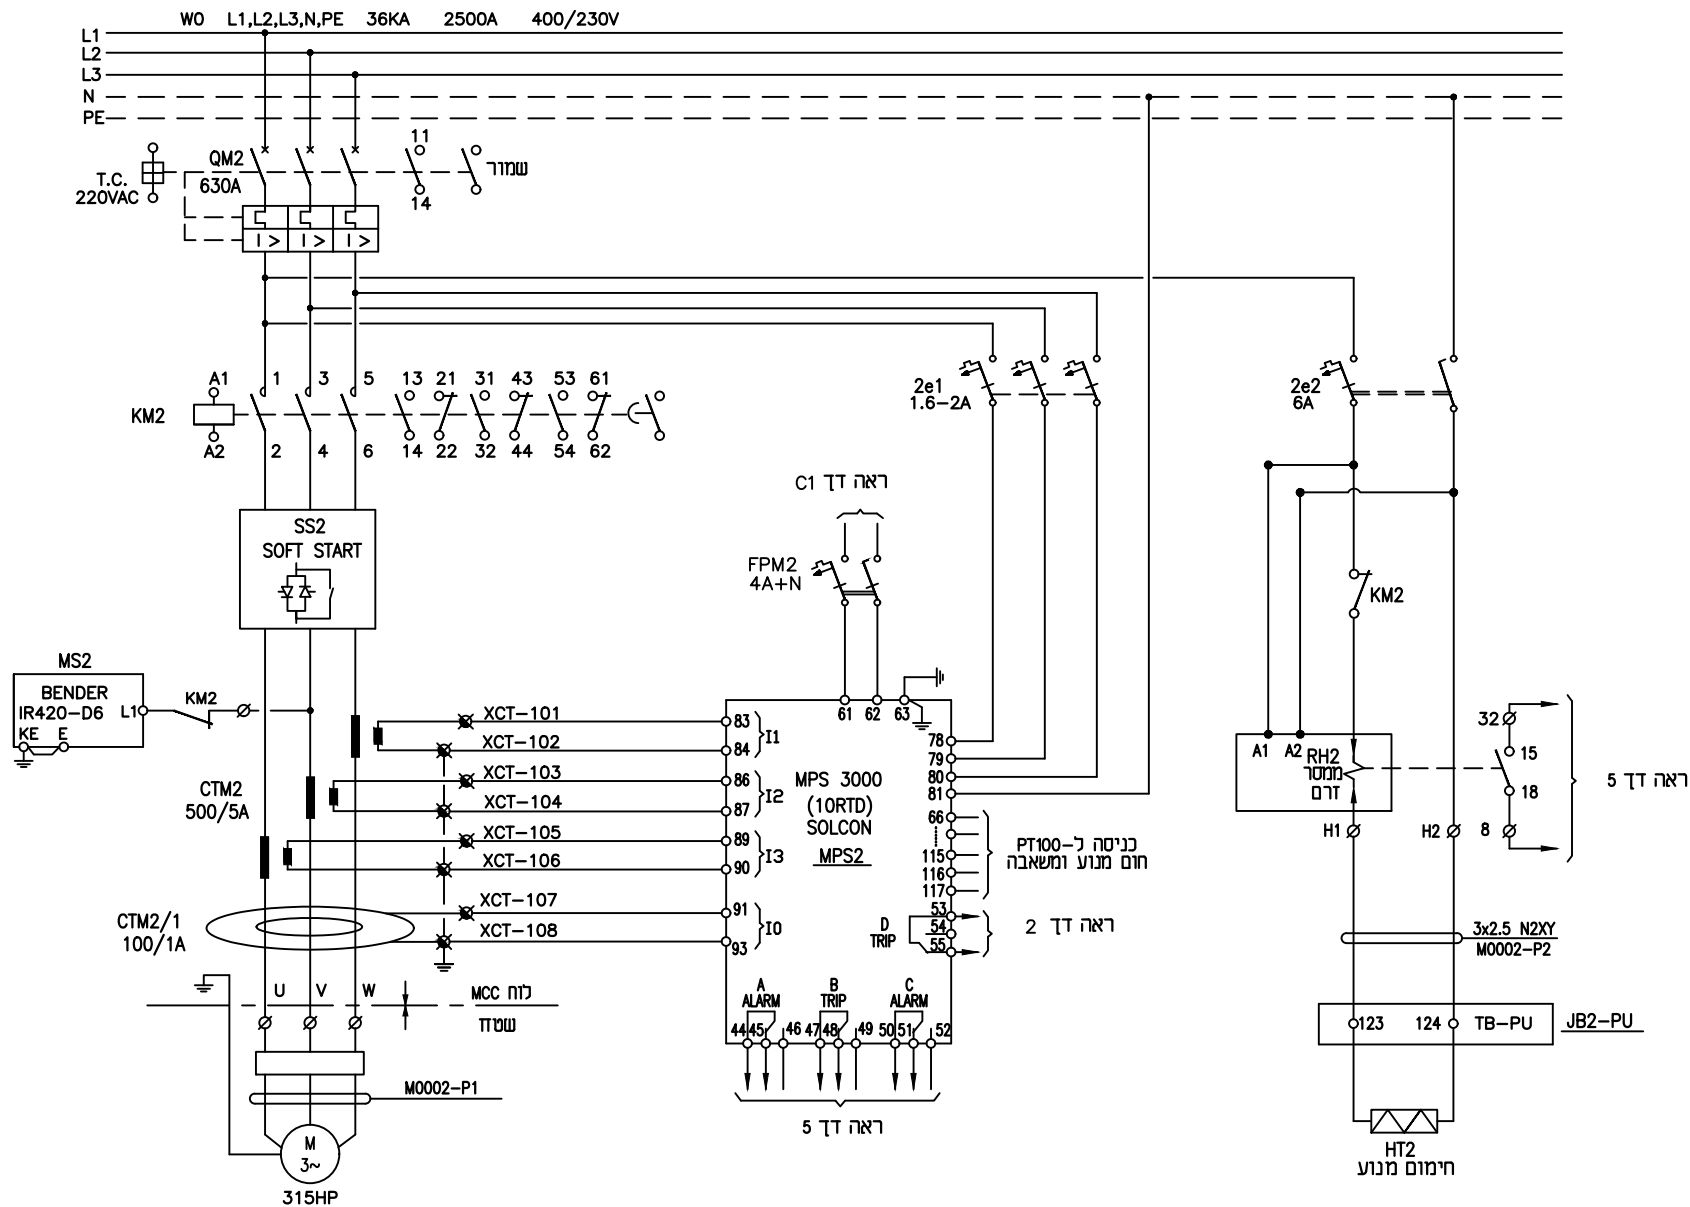 W0 L1,L2,L3,N,PE 36KA 2500A 400/230V
L1
L2
L3
N
PE
T.C.
220VAC
QM2
630A
11
14
שמור
A1
KM2
A2
1 3 5 13 21 31 43 53 61
2 4 6 14 22 32 44 54 62
2e1
1.6-2A
2e2
6A
SS2
SOFT START
ראה דף C1
FPM2
4A+N
KM2
MS2
BENDER
IR420-D6 L1
KE E
KM2
CTM2
500/5A
CTM2/1
100/1A
XCT-101
XCT-102
XCT-103
XCT-104
XCT-105
XCT-106
XCT-107
XCT-108
83
84
I1
86
87
I2
89
90
I3
91
93
I0
61 62 63
MPS 3000
(10RTD)
SOLCON
MPS2
78
79
80
81
66
115
116
117
כניסה ל-PT100
חום מנוע ומשאבה
53
54
55
D
TRIP
ראה דף 2
A
ALARM
B
TRIP
C
ALARM
44 45 46 47 48 49 50 51 52
ראה דף 5
A1 A2
RH2
ממסר
זרם
H1 H2
32
15
18
8
ראה דף 5
3x2.5 N2XY
M0002-P2
123 124 TB-PU
JB2-PU
HT2
חימום מנוע
U V W
לוח MCC
שטח
M0002-P1
M
3~
315HP